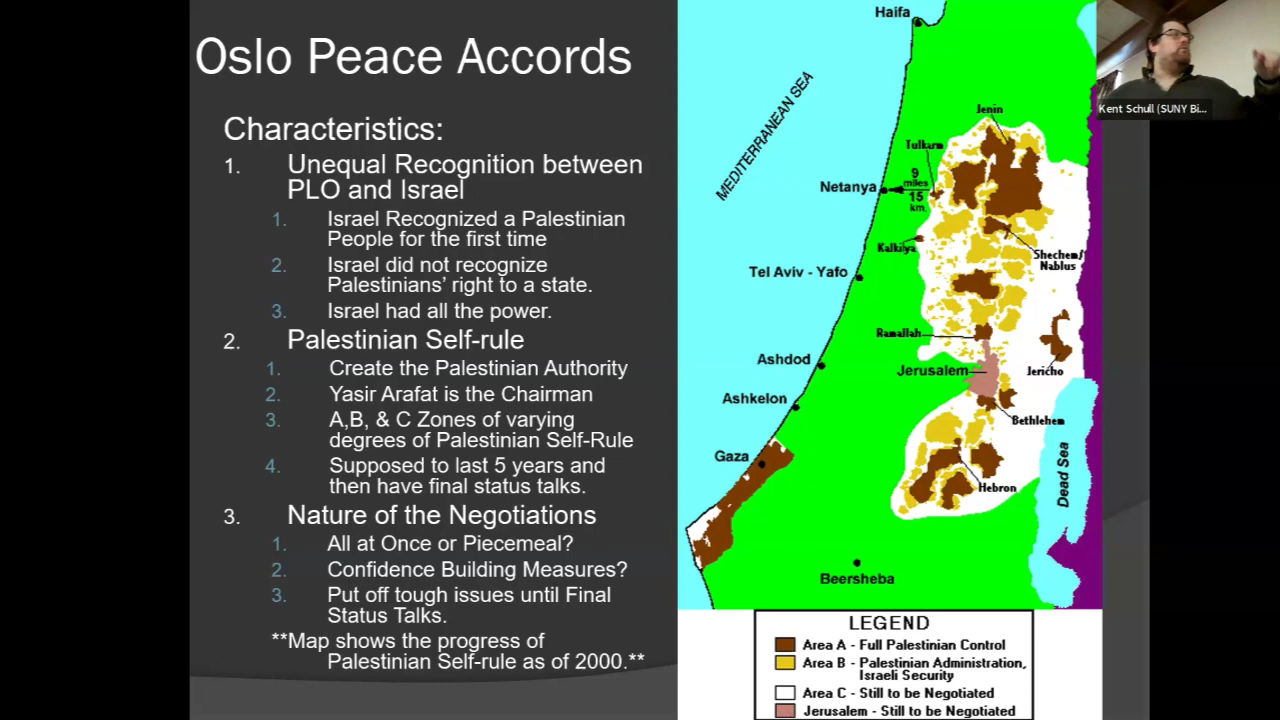 Oslo Peace Accords
Characteristics:
1. Unequal Recognition between
PLO and Israel
1. Israel Recognized a Palestinian
People for the first time
2. Israel did not recognize
Palestinians' right to a state.
3. Israel had all the power.
2. Palestinian Self-rule
1. Create the Palestinian Authority
2. Yasir Arafat is the Chairman
3. A,B, & C Zones of varying
degrees of Palestinian Self-Rule
4. Supposed to last 5 years and
then have final status talks.
3. Nature of the Negotiations
1. All at Once or Piecemeal?
2. Confidence Building Measures?
3. Put off tough issues until Final
Status Talks.
**Map shows the progress of
Palestinian Self-rule as of 2000.**
Haifa
MEDITERRANEAN SEA
Jenin
Tulkarm
9
miles
Netanya
15
km.
Kalkilya
Shechem/
Nablus
Tel Aviv - Yafo
Ramallah
Ashdod
Jerusalem
Jericho
Ashkelon
Bethlehem
Gaza
Dead Sea
Hebron
Beersheba
LEGEND
Area A - Full Palestinian Control
Area B - Palestinian Administration,
Israeli Security
Area C - Still to be Negotiated
Jerusalem - Still to be Negotiated
Kent Schull (SUNY Bi...